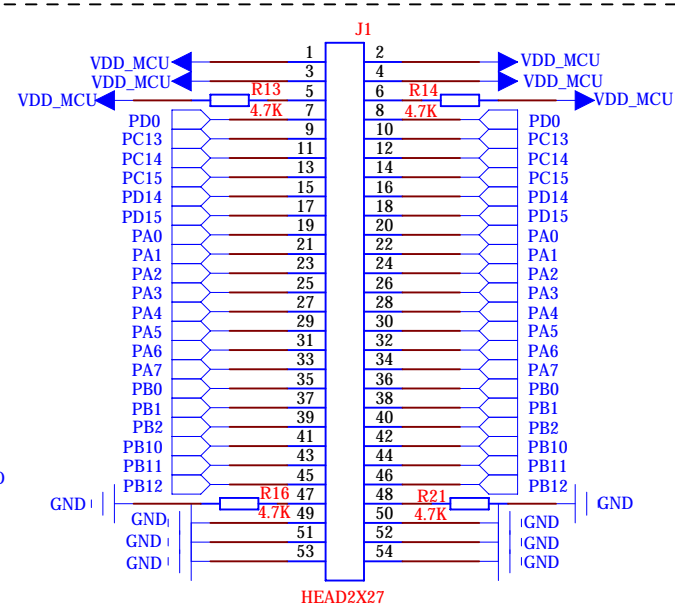 J1
VDD_MCU 1 2 VDD_MCU
VDD_MCU 3 4 VDD_MCU
VDD_MCU R13 5 6 R14 VDD_MCU
4.7K 7 8 4.7K
PD0 9 10 PD0
PC13 11 12 PC13
PC14 13 14 PC14
PC15 15 16 PC15
PD14 17 18 PD14
PD15 19 20 PD15
PA0 21 22 PA0
PA1 23 24 PA1
PA2 25 26 PA2
PA3 27 28 PA3
PA4 29 30 PA4
PA5 31 32 PA5
PA6 33 34 PA6
PA7 35 36 PA7
PB0 37 38 PB0
PB1 39 40 PB1
PB2 41 42 PB2
PB10 43 44 PB10
PB11 45 46 PB11
PB12 R16 47 48 R21 PB12
GND 4.7K 49 50 4.7K GND
GND 51 52 GND
GND 53 54 GND
GND GND
HEAD2X27